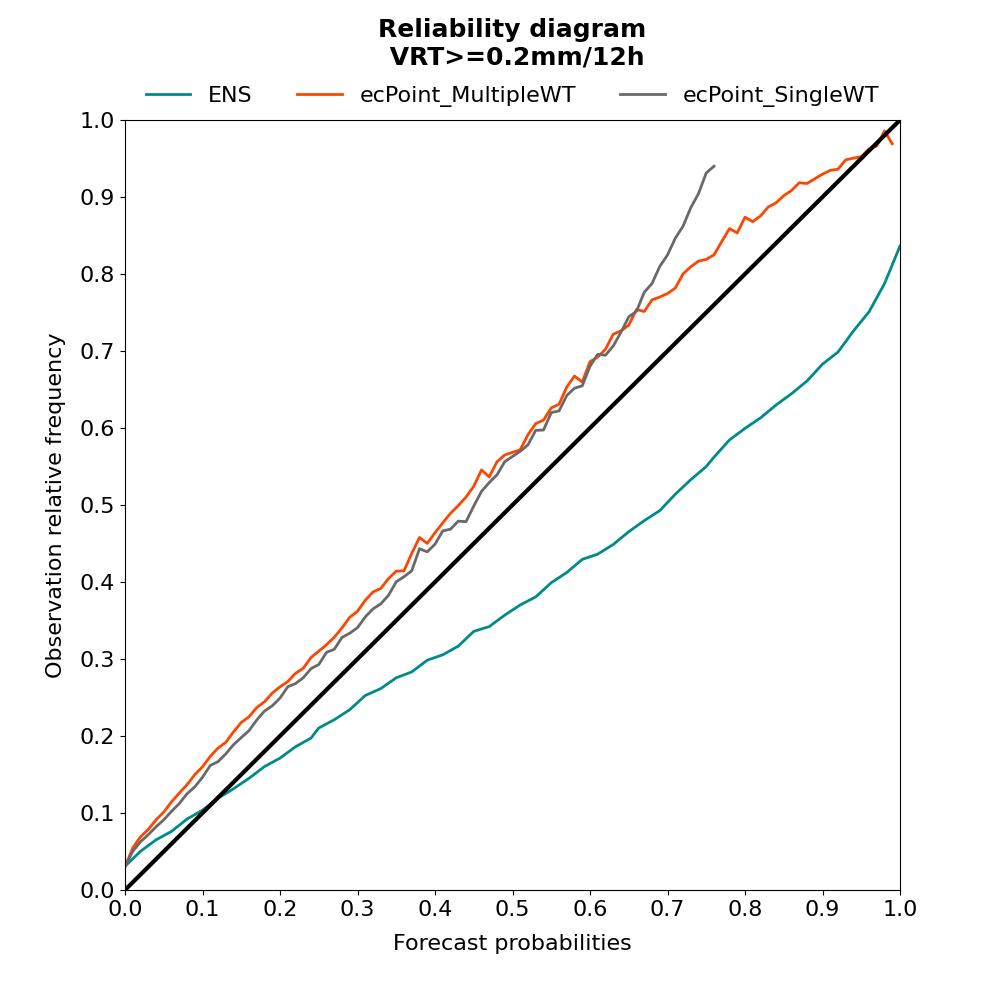 Reliability diagram
VRT>=0.2mm/12h
ENS ecPoint_MultipleWT ecPoint_SingleWT
1.0
0.9
0.8
0.7
0.6
0.5
0.4
0.3
0.2
0.1
0.0
Observation relative frequency
0.0 0.1 0.2 0.3 0.4 0.5 0.6 0.7 0.8 0.9 1.0
Forecast probabilities